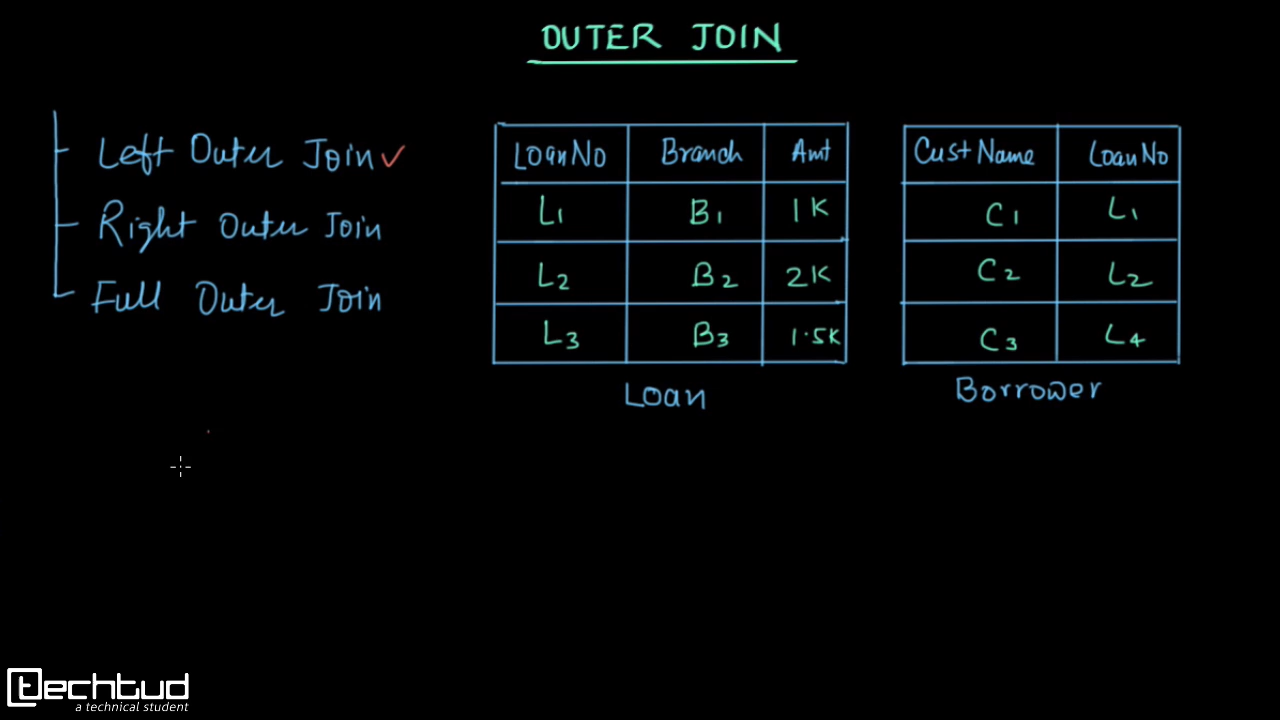 OUTER JOIN
Left Outer Join ✓
Right Outer Join
Full Outer Join
LoanNo Branch Amt
L1 B1 1K
L2 B2 2K
L3 B3 1.5K
Loan
CustName LoanNo
C1 L1
C2 L2
C3 L4
Borrower
techtud
a technical student